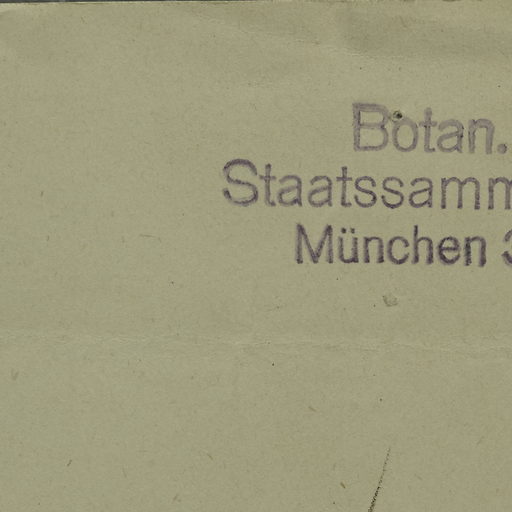 Botan.
Staatssamm
München 3